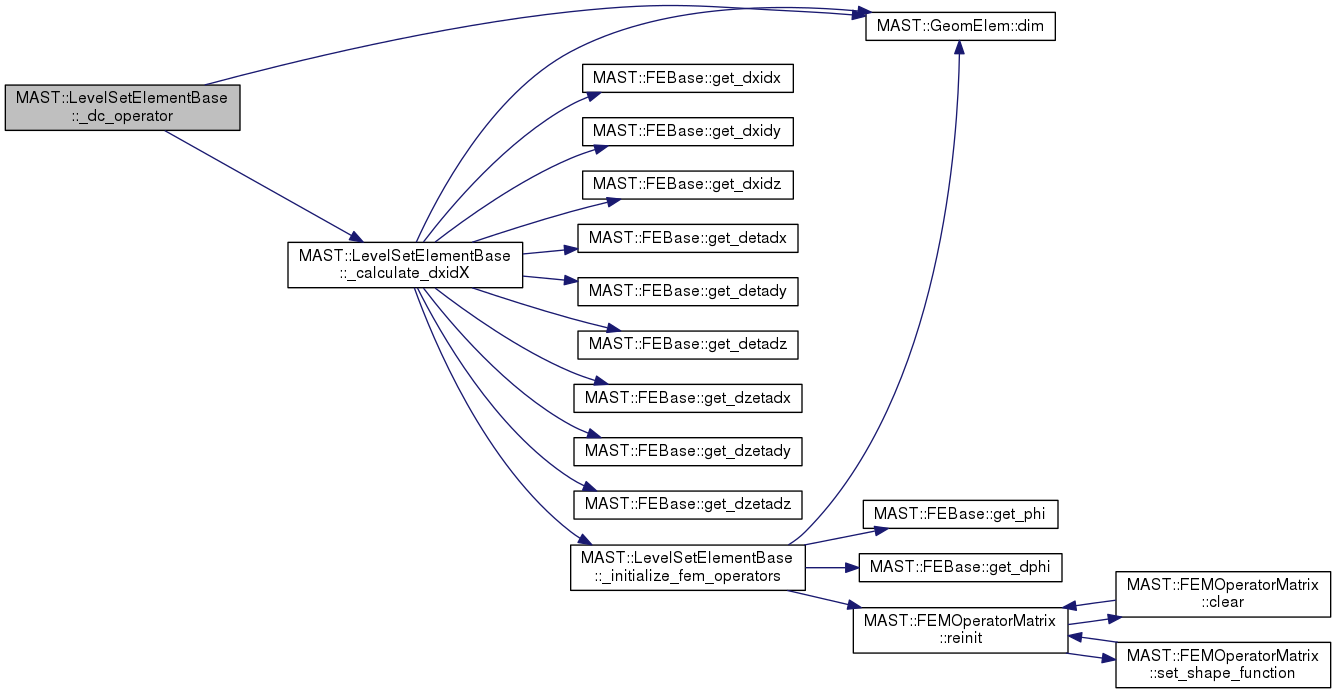 MAST::LevelSetElementBase
::_dc_operator
MAST::GeomElem::dim
MAST::FEBase::get_dxidx
MAST::FEBase::get_dxidy
MAST::FEBase::get_dxidz
MAST::LevelSetElementBase
::_calculate_dxidX
MAST::FEBase::get_detadx
MAST::FEBase::get_detady
MAST::FEBase::get_detadz
MAST::FEBase::get_dzetadx
MAST::FEBase::get_dzetady
MAST::FEBase::get_dzetadz
MAST::LevelSetElementBase
::_initialize_fem_operators
MAST::FEBase::get_phi
MAST::FEBase::get_dphi
MAST::FEMOperatorMatrix
::reinit
MAST::FEMOperatorMatrix
::clear
MAST::FEMOperatorMatrix
::set_shape_function